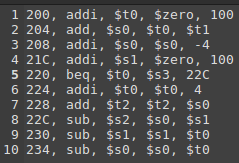 1 200, addi, $t0, $zero, 100
2 204, add, $s0, $t0, $t1
3 208, addi, $s0, $s0, -4
4 21C, addi, $s1, $zero, 100
5 220, beq, $t0, $s3, 22C
6 224, addi, $t0, $t0, 4
7 228, add, $t2, $t2, $s0
8 22C, sub, $s2, $s0, $s1
9 230, sub, $s1, $s1, $t0
10 234, sub, $s0, $s0, $t0